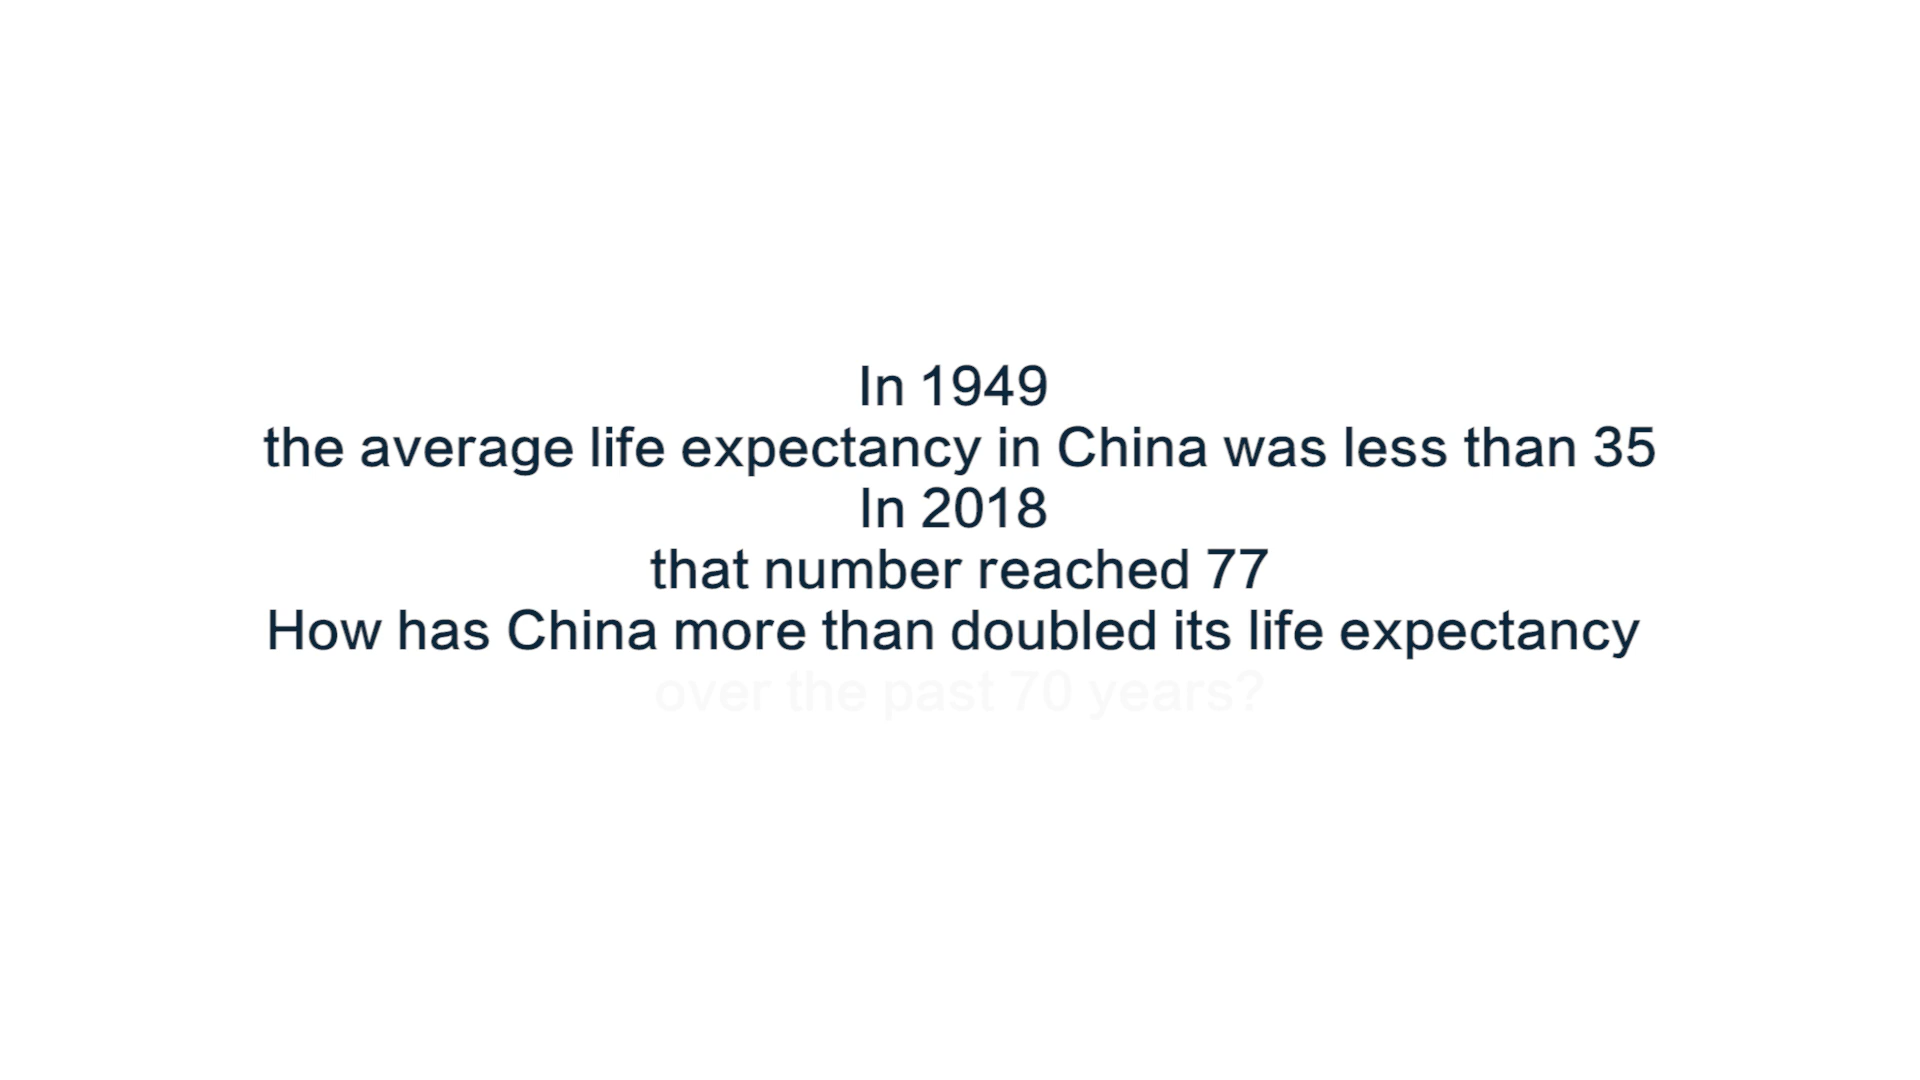 In 1949
the average life expectancy in China was less than 35
In 2018
that number reached 77
How has China more than doubled its life expectancy
over the past 70 years?